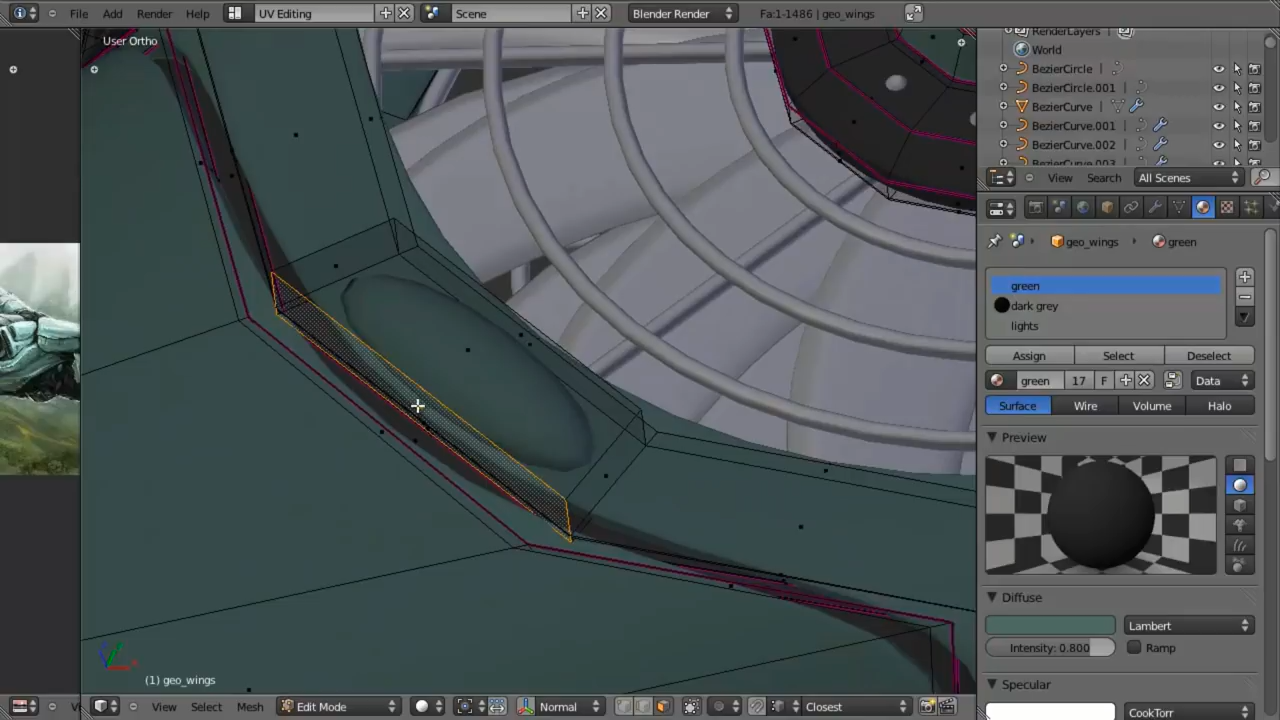 File Add Render Help UV Editing Scene Blender Render Fa:1-1486 | geo_wings
User Ortho
RenderLayers
World
BezierCircle
BezierCircle.001
BezierCurve
BezierCurve.001
BezierCurve.002
BezierCurve.003
View Search All Scenes
geo_wings green
green
dark grey
lights
Assign Select Deselect
green 17 F Data
Surface Wire Volume Halo
Preview
Diffuse
Lambert
Intensity: 0.800 Ramp
Specular
CookTorr
(1) geo_wings
Vi View Select Mesh Edit Mode Normal Closest